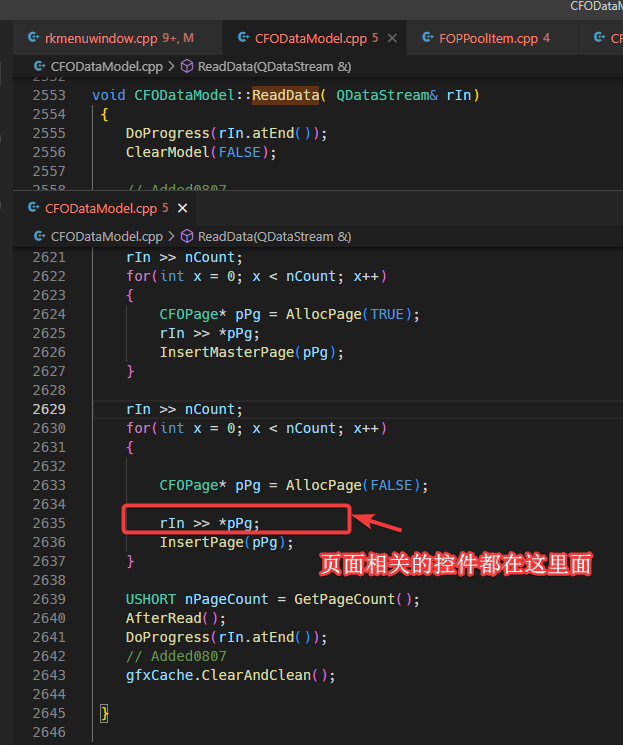 CFODataM
rkmenuwindow.cpp 9+, M CFODataModel.cpp 5 FOPPoolItem.cpp 4 CF
CFODataModel.cpp > ReadData(QDataStream &)
2552
2553 void CFODataModel::ReadData( QDataStream& rIn)
2554 {
2555 DoProgress(rIn.atEnd());
2556 ClearModel(FALSE);
2557
2558 // Added0807
CFODataModel.cpp 5
CFODataModel.cpp > ReadData(QDataStream &)
2621 rIn >> nCount;
2622 for(int x = 0; x < nCount; x++)
2623 {
2624 CFOPage* pPg = AllocPage(TRUE);
2625 rIn >> *pPg;
2626 InsertMasterPage(pPg);
2627 }
2628
2629 rIn >> nCount;
2630 for(int x = 0; x < nCount; x++)
2631 {
2632
2633 CFOPage* pPg = AllocPage(FALSE);
2634
2635 rIn >> *pPg;
2636 InsertPage(pPg);
2637 }
页面相关的控件都在这里面
2638
2639 USHORT nPageCount = GetPageCount();
2640 AfterRead();
2641 DoProgress(rIn.atEnd());
2642 // Added0807
2643 gfxCache.ClearAndClean();
2644
2645 }
2646